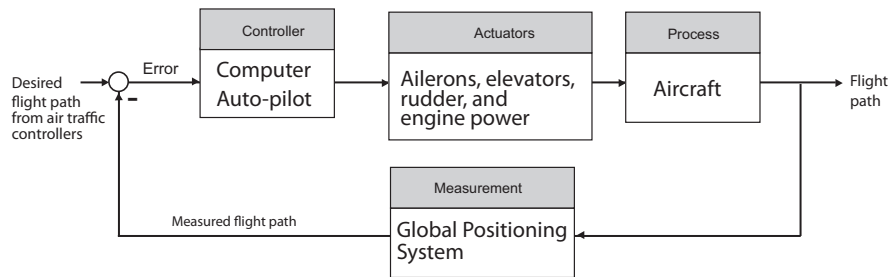 Controller
Actuators
Process
Desired
flight path
from air traffic
controllers
Error
-
Computer
Auto-pilot
Ailerons, elevators,
rudder, and
engine power
Aircraft
Flight
path
Measurement
Measured flight path
Global Positioning
System